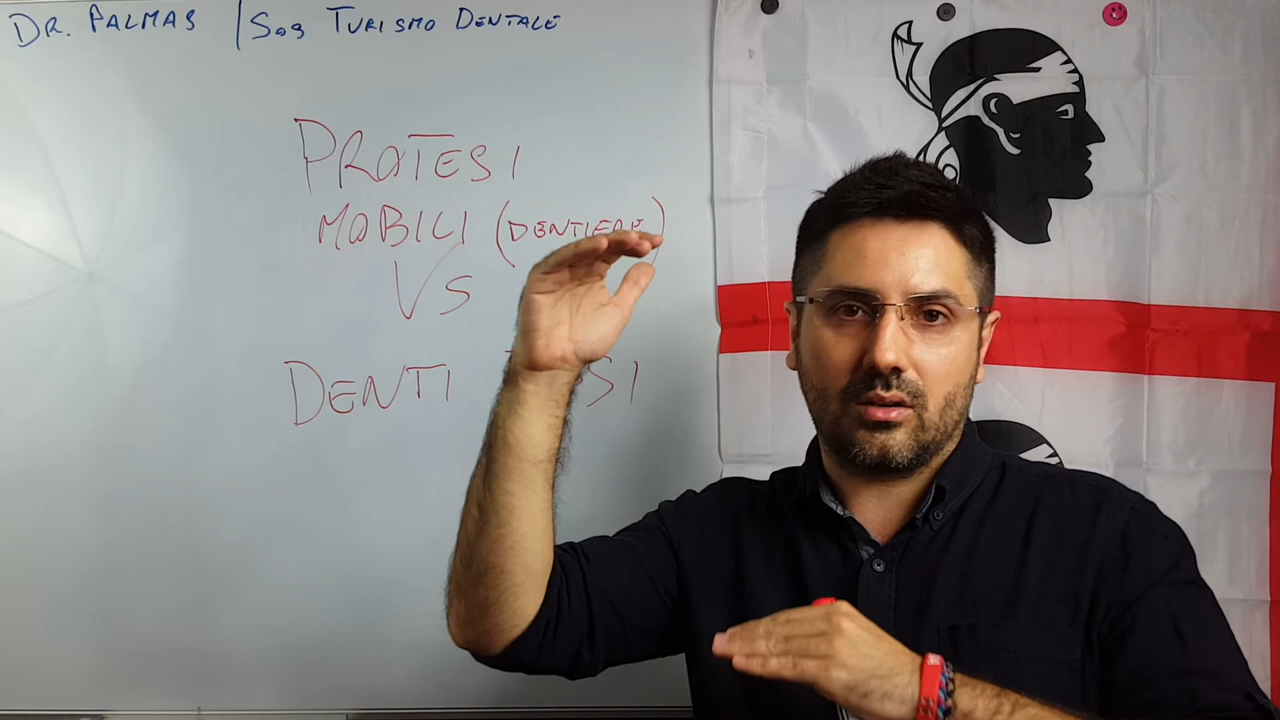 DR. PALMAS | SOS TURISMO DENTALE
PROTESI
MOBILI (DENTIERE)
VS
DENTI